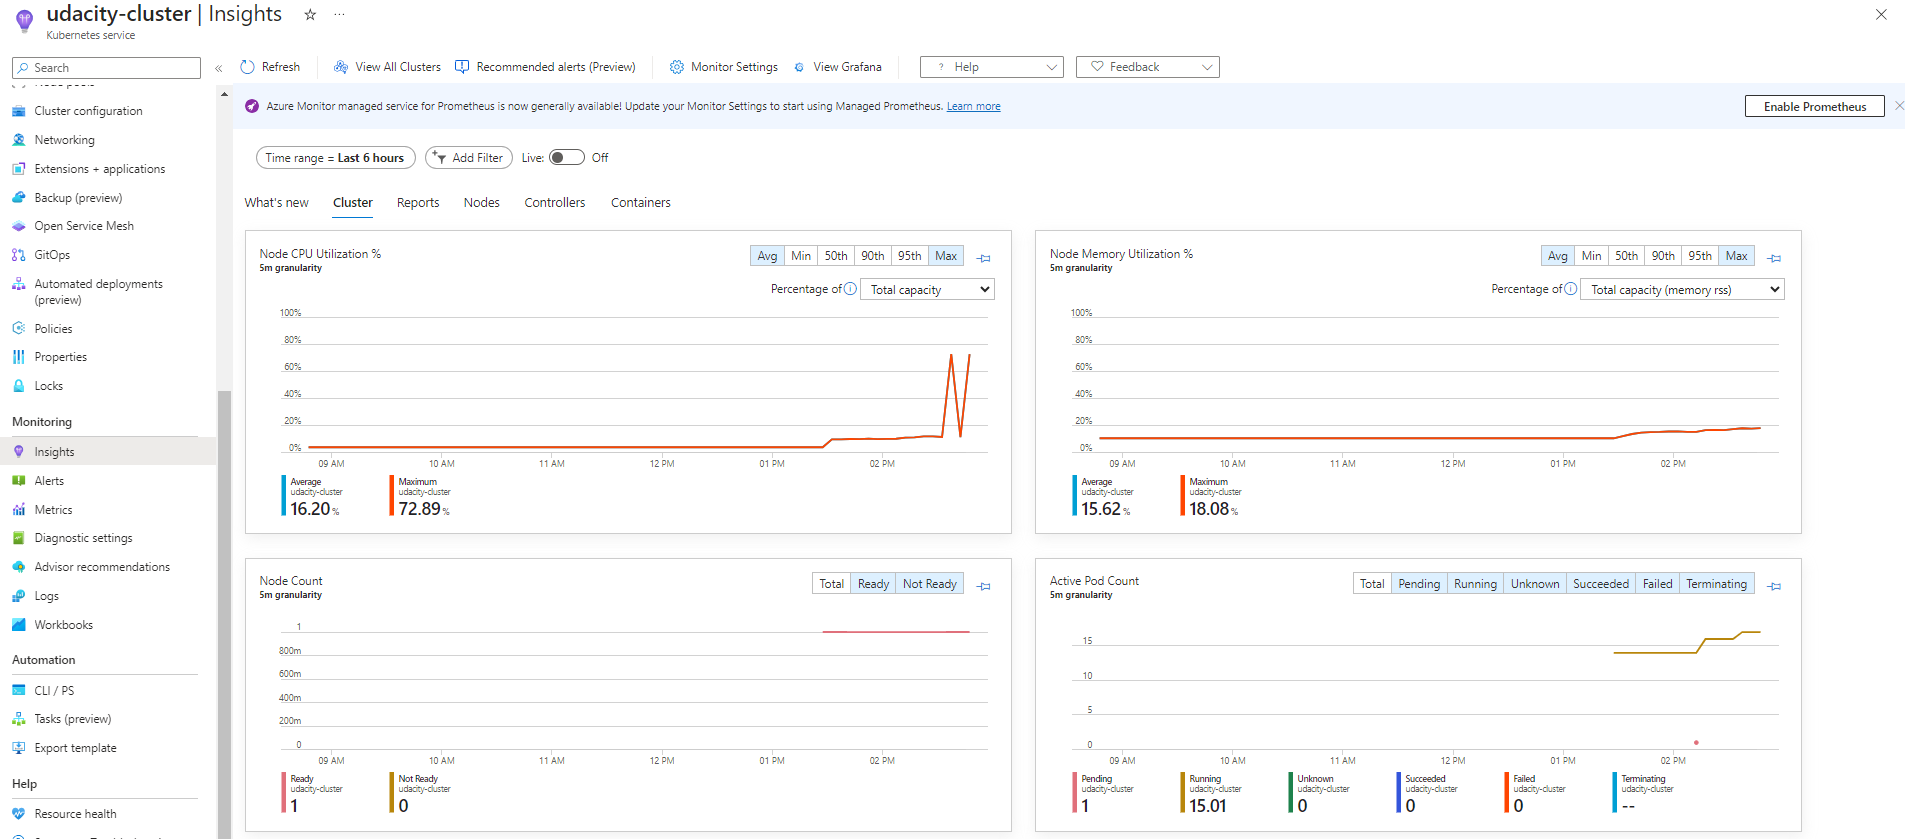 udacity-cluster | Insights
Kubernetes service
Search
Refresh
View All Clusters
Recommended alerts (Preview)
Monitor Settings
View Grafana
? Help
Feedback
Azure Monitor managed service for Prometheus is now generally available! Update your Monitor Settings to start using Managed Prometheus. Learn more
Enable Prometheus
Cluster configuration
Networking
Extensions + applications
Backup (preview)
Open Service Mesh
GitOps
Automated deployments
(preview)
Policies
Properties
Locks
Monitoring
Insights
Alerts
Metrics
Diagnostic settings
Advisor recommendations
Logs
Workbooks
Automation
CLI / PS
Tasks (preview)
Export template
Help
Resource health
Time range = Last 6 hours
Add Filter
Live: Off
What's new
Cluster
Reports
Nodes
Controllers
Containers
Node CPU Utilization %
5m granularity
Avg Min 50th 90th 95th Max
Percentage of Total capacity
100%
80%
60%
40%
20%
0%
09 AM 10 AM 11 AM 12 PM 01 PM 02 PM
Average
udacity-cluster
16.20 %
Maximum
udacity-cluster
72.89 %
Node Memory Utilization %
5m granularity
Avg Min 50th 90th 95th Max
Percentage of Total capacity (memory rss)
100%
80%
60%
40%
20%
0%
09 AM 10 AM 11 AM 12 PM 01 PM 02 PM
Average
udacity-cluster
15.62 %
Maximum
udacity-cluster
18.08 %
Node Count
5m granularity
Total Ready Not Ready
1
800m
600m
400m
200m
0
09 AM 10 AM 11 AM 12 PM 01 PM 02 PM
Ready
udacity-cluster
1
Not Ready
udacity-cluster
0
Active Pod Count
5m granularity
Total Pending Running Unknown Succeeded Failed Terminating
15
10
5
0
09 AM 10 AM 11 AM 12 PM 01 PM 02 PM
Pending
udacity-cluster
1
Running
udacity-cluster
15.01
Unknown
udacity-cluster
0
Succeeded
udacity-cluster
0
Failed
udacity-cluster
0
Terminating
udacity-cluster
--